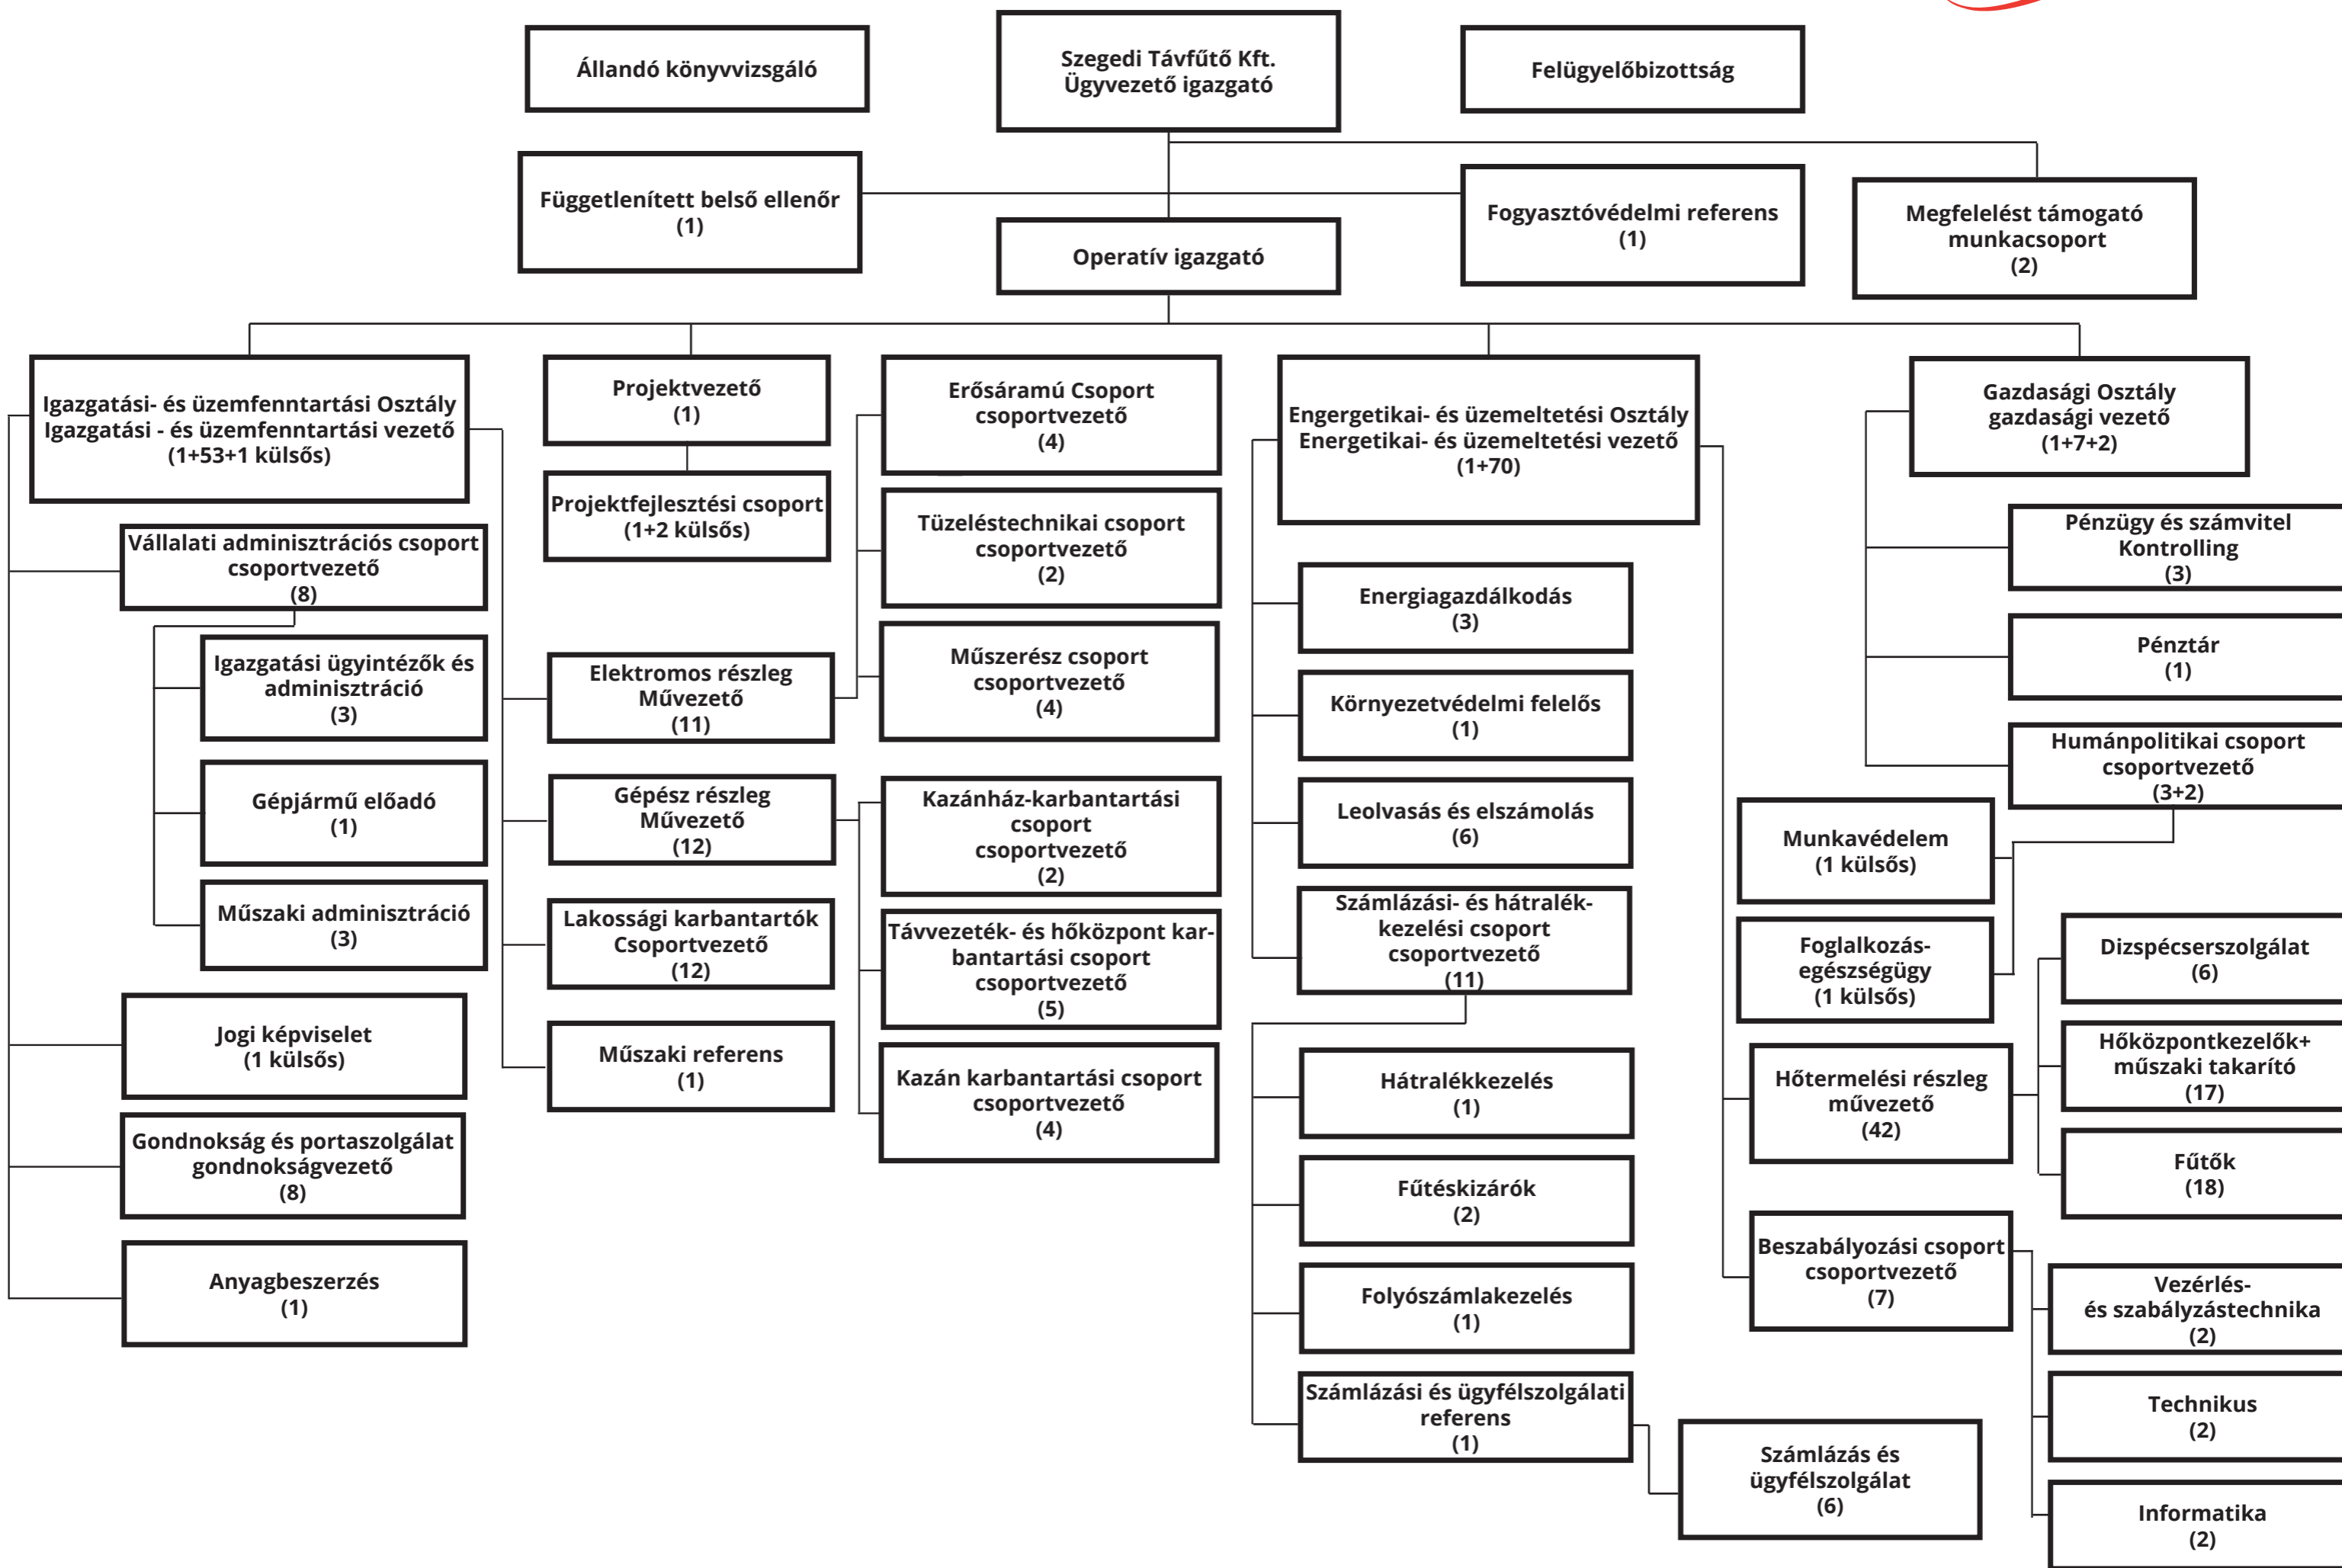 Állandó könyvvizsgáló
Szegedi Távfűtő Kft.
Ügyvezető igazgató
Felügyelőbizottság
Függetlenített belső ellenőr
(1)
Fogyasztóvédelmi referens
(1)
Megfelelést támogató
munkacsoport
(2)
Operatív igazgató
Igazgatási- és üzemfenntartási Osztály
Igazgatási - és üzemfenntartási vezető
(1+53+1 külsős)
Vállalati adminisztrációs csoport
csoportvezető
(8)
Igazgatási ügyintézők és
adminisztráció
(3)
Gépjármű előadó
(1)
Műszaki adminisztráció
(3)
Jogi képviselet
(1 külsős)
Gondnokság és portaszolgálat
gondnokságvezető
(8)
Anyagbeszerzés
(1)
Projektvezető
(1)
Projektfejlesztési csoport
(1+2 külsős)
Elektromos részleg
Művezető
(11)
Gépész részleg
Művezető
(12)
Lakossági karbantartók
Csoportvezető
(12)
Műszaki referens
(1)
Erősáramú Csoport
csoportvezető
(4)
Tüzeléstechnikai csoport
csoportvezető
(2)
Műszerész csoport
csoportvezető
(4)
Kazánház-karbantartási
csoport
csoportvezető
(2)
Távvezeték- és hőközpont kar-
bantartási csoport
csoportvezető
(5)
Kazán karbantartási csoport
csoportvezető
(4)
Engergetikai- és üzemeltetési Osztály
Energetikai- és üzemeltetési vezető
(1+70)
Energiagazdálkodás
(3)
Környezetvédelmi felelős
(1)
Leolvasás és elszámolás
(6)
Számlázási- és hátralék-
kezelési csoport
csoportvezető
(11)
Hátralékkezelés
(1)
Fűtéskizárók
(2)
Folyószámlakezelés
(1)
Számlázási és ügyfélszolgálati
referens
(1)
Számlázás és
ügyfélszolgálat
(6)
Gazdasági Osztály
gazdasági vezető
(1+7+2)
Pénzügy és számvitel
Kontrolling
(3)
Pénztár
(1)
Humánpolitikai csoport
csoportvezető
(3+2)
Munkavédelem
(1 külsős)
Foglalkozás-
egészségügy
(1 külsős)
Hőtermelési részleg
művezető
(42)
Dizspécserszolgálat
(6)
Hőközpontkezelők+
műszaki takarító
(17)
Fűtők
(18)
Beszabályozási csoport
csoportvezető
(7)
Vezérlés-
és szabályzástechnika
(2)
Technikus
(2)
Informatika
(2)